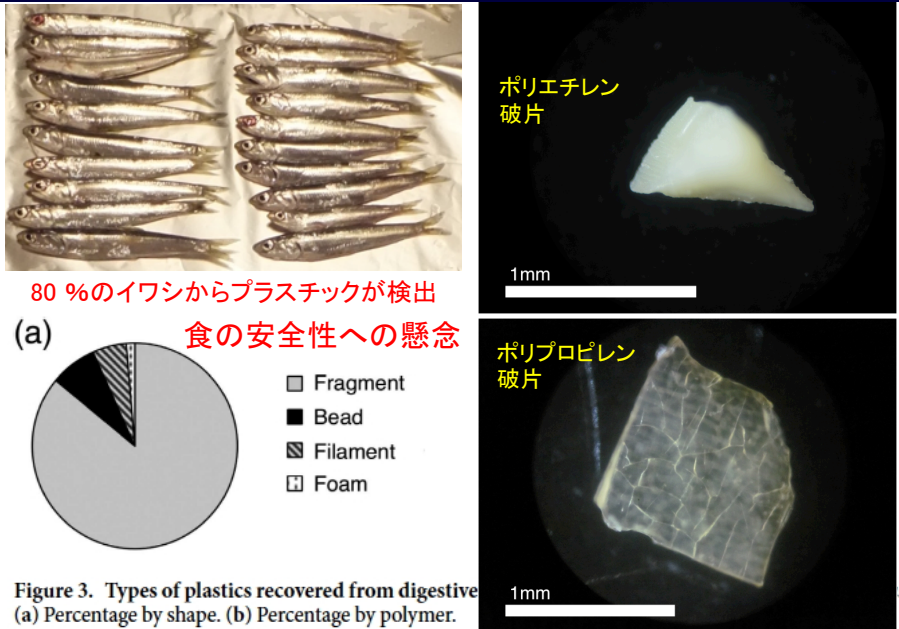 80 %のイワシからプラスチックが検出
食の安全性への懸念
(a)
Fragment
Bead
Filament
Foam
Figure 3. Types of plastics recovered from digestive
(a) Percentage by shape. (b) Percentage by polymer.
ポリエチレン
破片
1mm
ポリプロピレン
破片
1mm